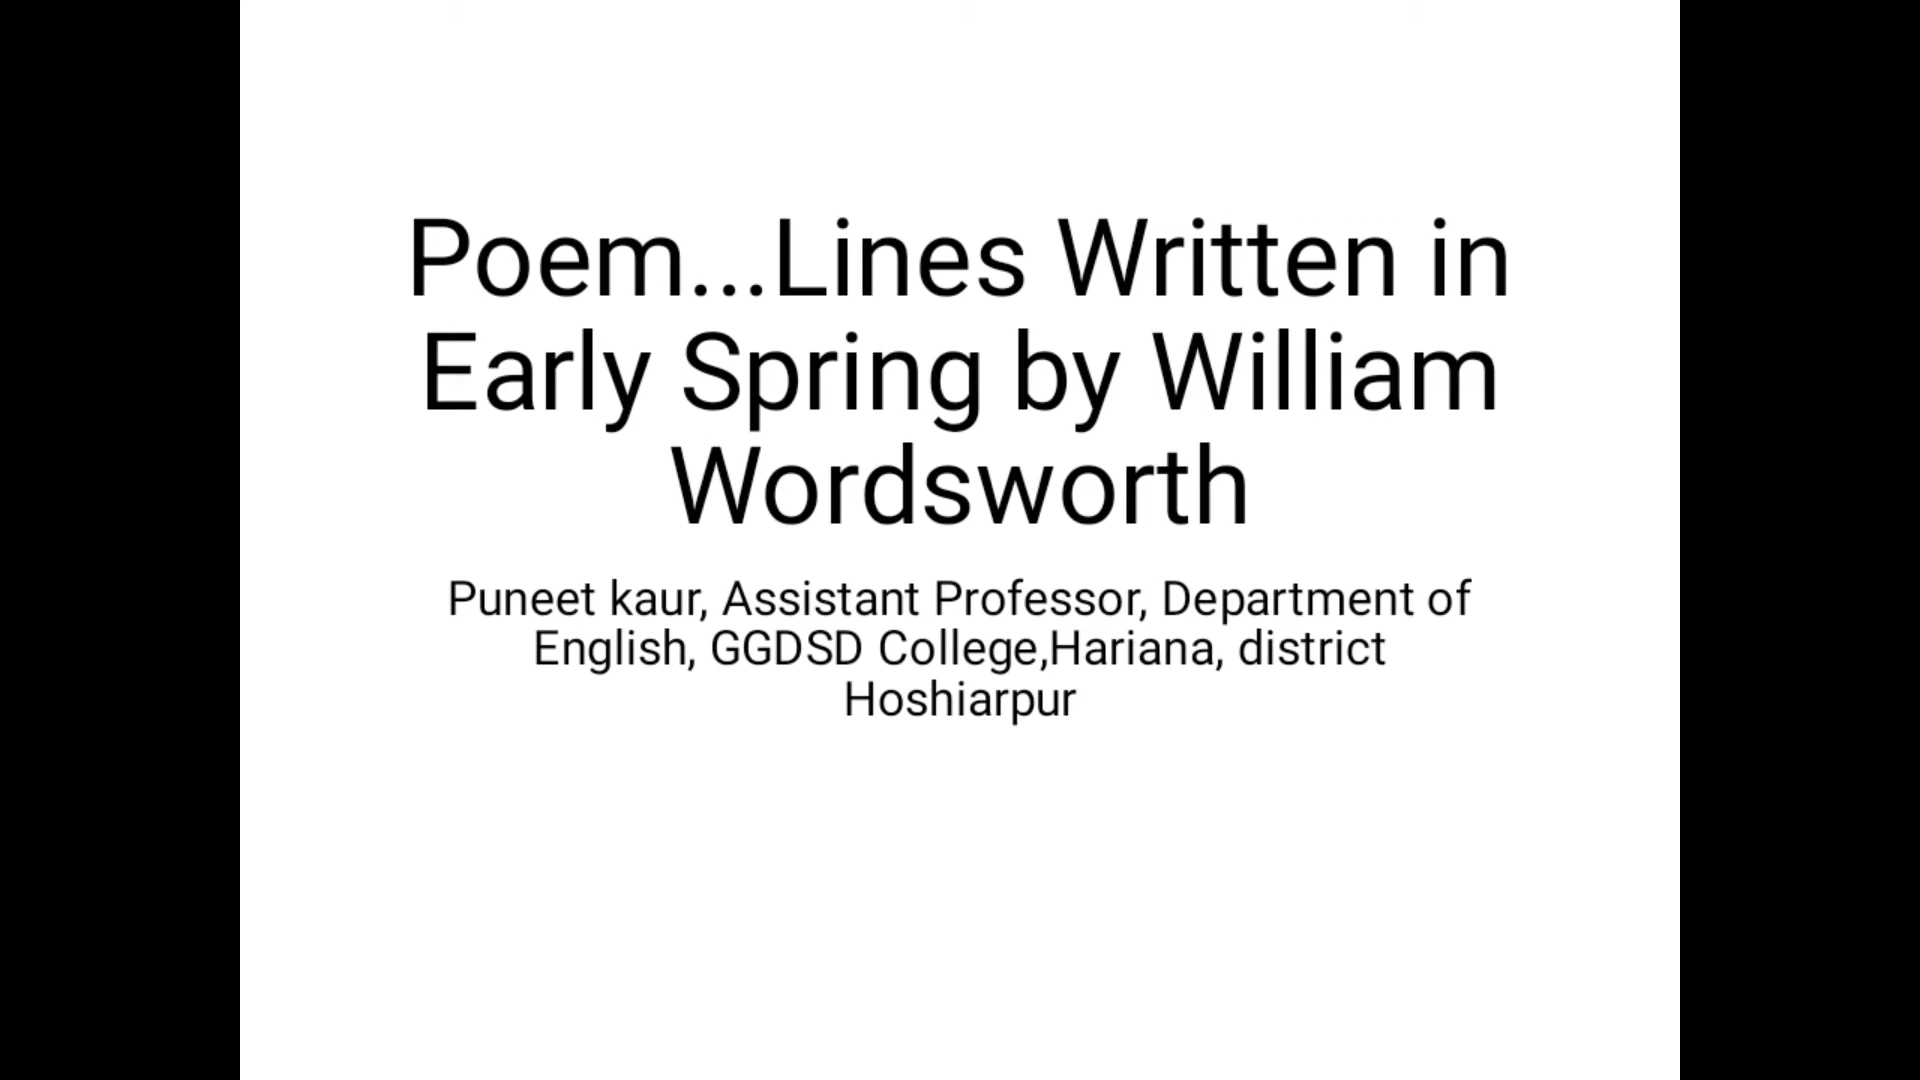 Poem...Lines Written in
Early Spring by William
Wordsworth
Puneet kaur, Assistant Professor, Department of
English, GGDSD College,Hariana, district
Hoshiarpur